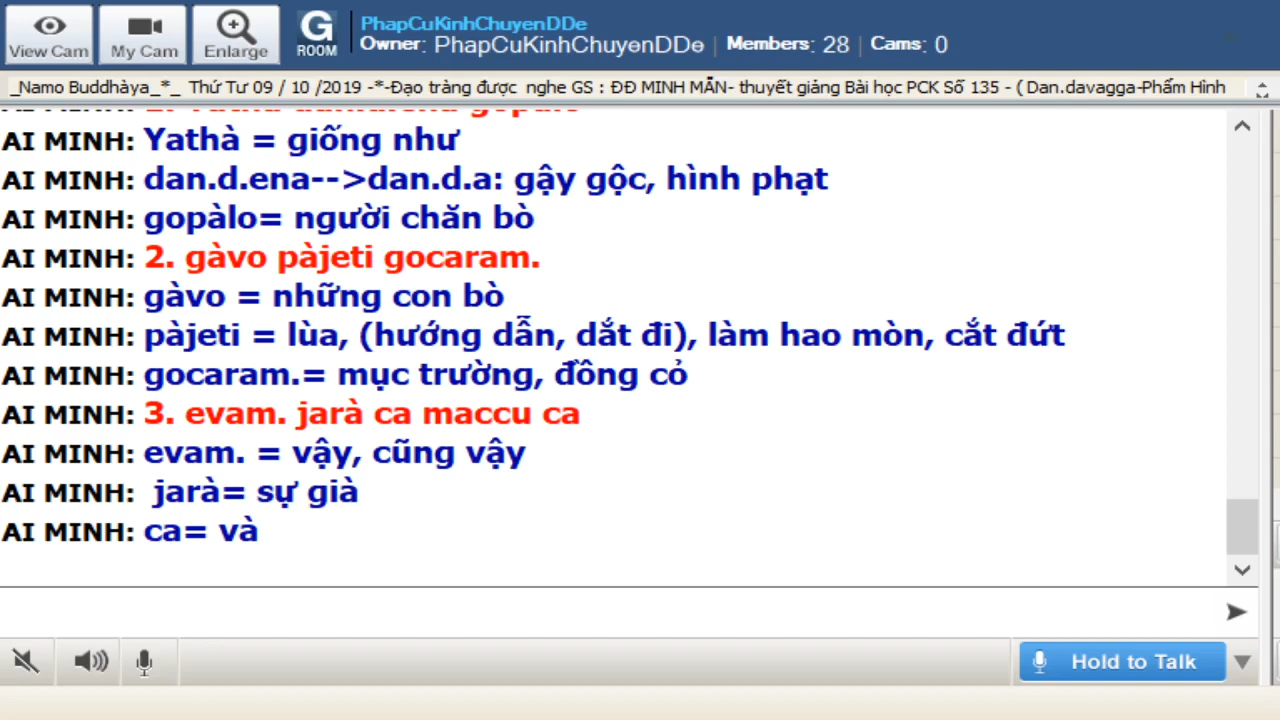 View Cam
My Cam
Enlarge
G
ROOM
PhapCuKinhChuyenDDe
Owner: PhapCuKinhChuyenDDe | Members: 28 | Cams: 0
_Namo Buddhàya_*_ Thứ Tư 09 / 10 /2019 -*-Đạo tràng được nghe GS : ĐĐ MINH MẪN- thuyết giảng Bài học PCK Số 135 - ( Dan.davagga-Phẩm Hình
AI MINH: Yathà = giống như
AI MINH: dan.d.ena-->dan.d.a: gậy gộc, hình phạt
AI MINH: gopàlo= người chăn bò
AI MINH: 2. gàvo pàjeti gocaram.
AI MINH: gàvo = những con bò
AI MINH: pàjeti = lùa, (hướng dẫn, dắt đi), làm hao mòn, cắt đứt
AI MINH: gocaram.= mục trường, đồng cỏ
AI MINH: 3. evam. jarà ca maccu ca
AI MINH: evam. = vậy, cũng vậy
AI MINH: jarà= sự già
AI MINH: ca= và
Hold to Talk